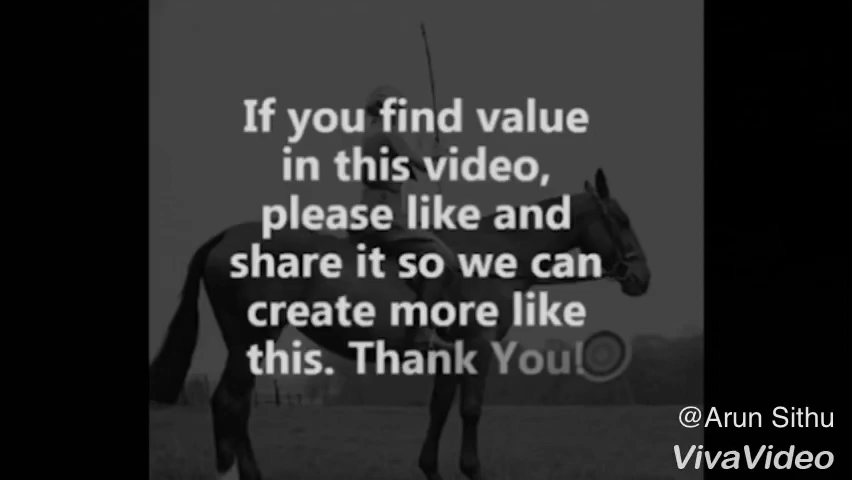 If you find value
in this video,
please like and
share it so we can
create more like
this. Thank You!
@Arun Sithu
VivaVideo